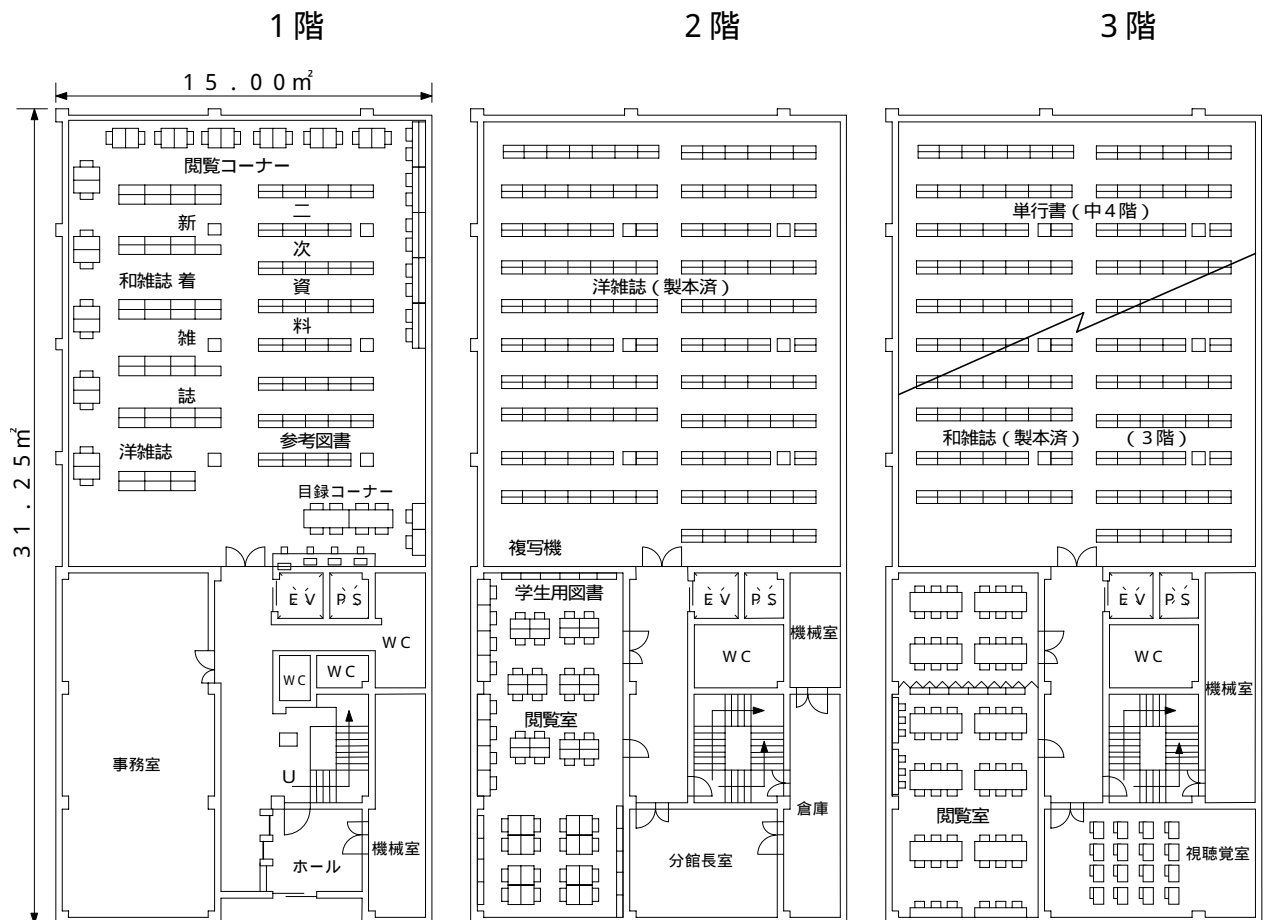 1階
2階
3階
15.00㎡
31.25㎡
閲覧コーナー
新
着
雑
誌
和雑誌
洋雑誌
二
次
資
料
参考図書
目録コーナー
EV
PS
WC
WC
WC
事務室
U
ホール
機械室
洋雑誌(製本済)
複写機
学生用図書
閲覧室
EV
PS
WC
機械室
倉庫
分館長室
単行書(中4階)
和雑誌(製本済)
(3階)
EV
PS
WC
機械室
閲覧室
視聴覚室